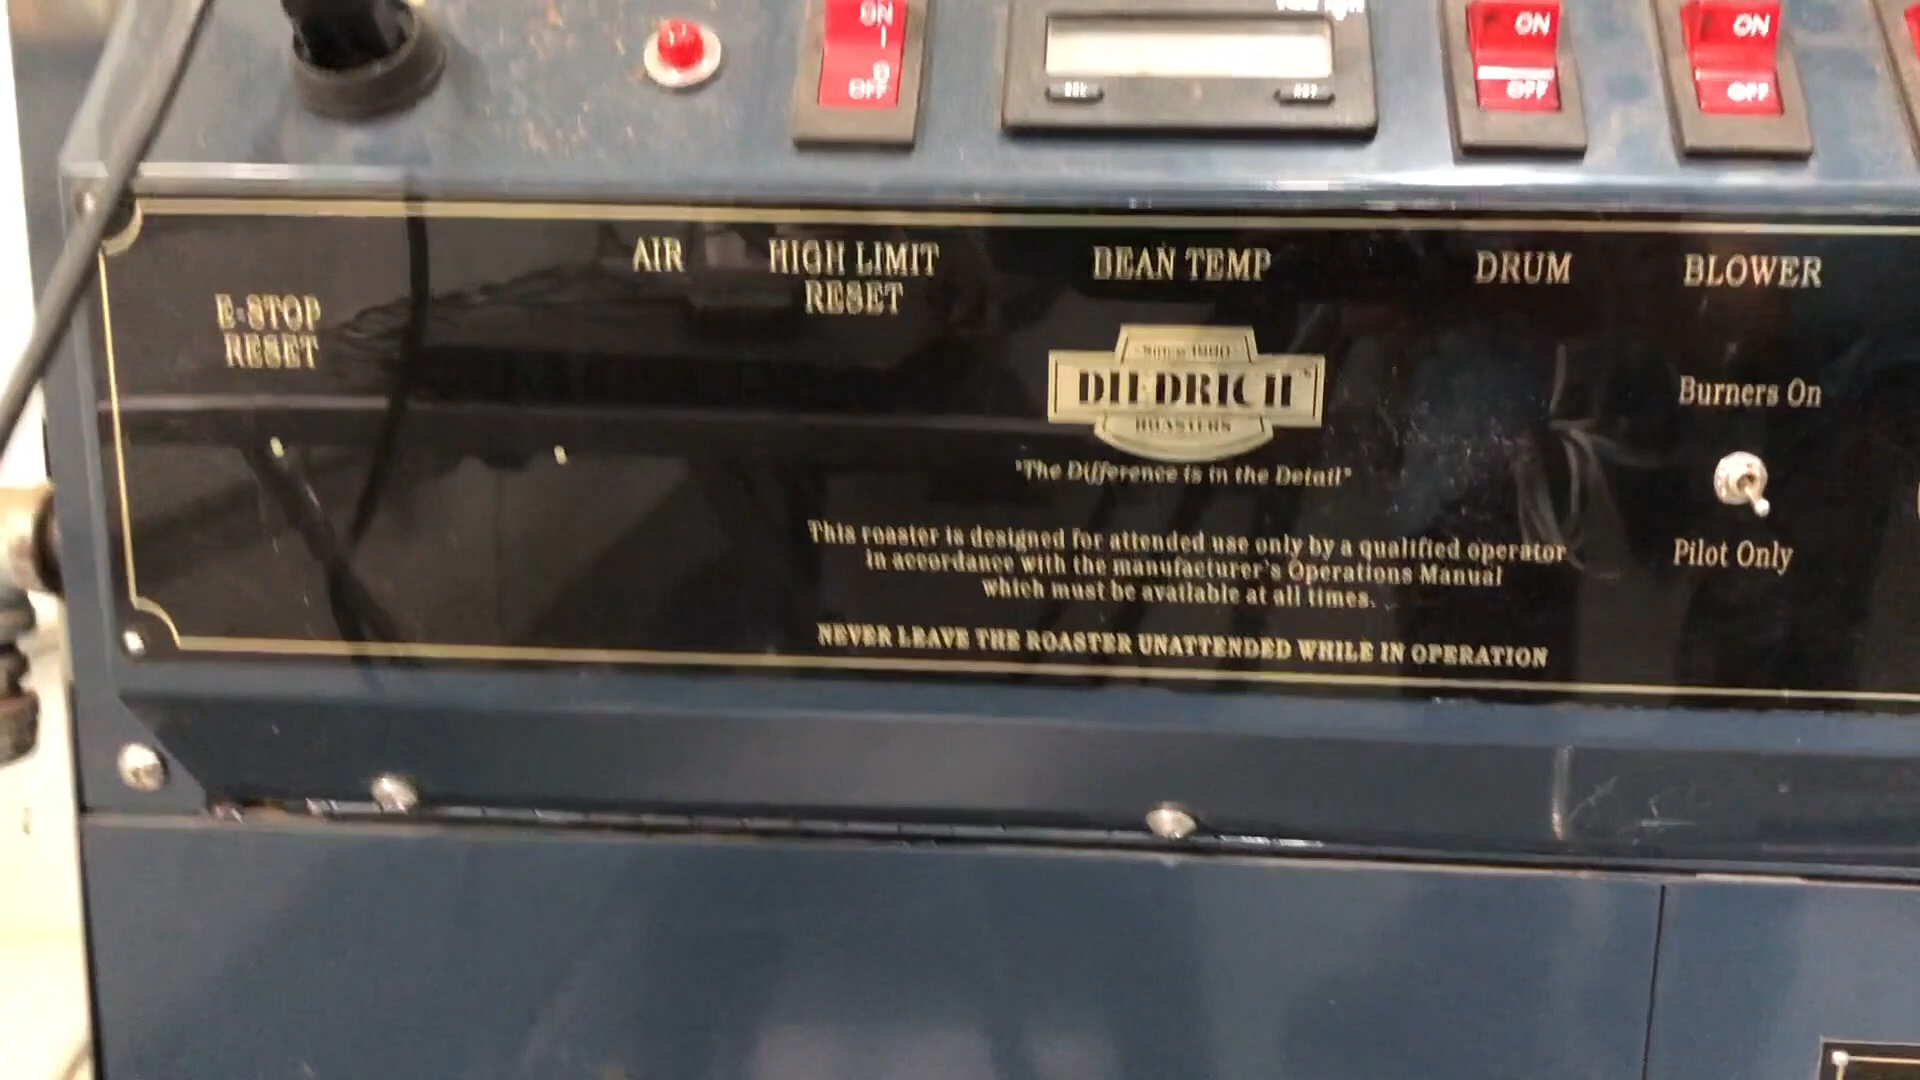 ON
OFF
ON
OFF
ON
OFF
AIR
HIGH LIMIT
RESET
BEAN TEMP
DRUM
BLOWER
E-STOP
RESET
Since 1980
DIEDRICH
ROASTERS
"The Difference is in the Detail"
Burners On
Pilot Only
This roaster is designed for attended use only by a qualified operator
in accordance with the manufacturer's Operations Manual
which must be available at all times.
NEVER LEAVE THE ROASTER UNATTENDED WHILE IN OPERATION